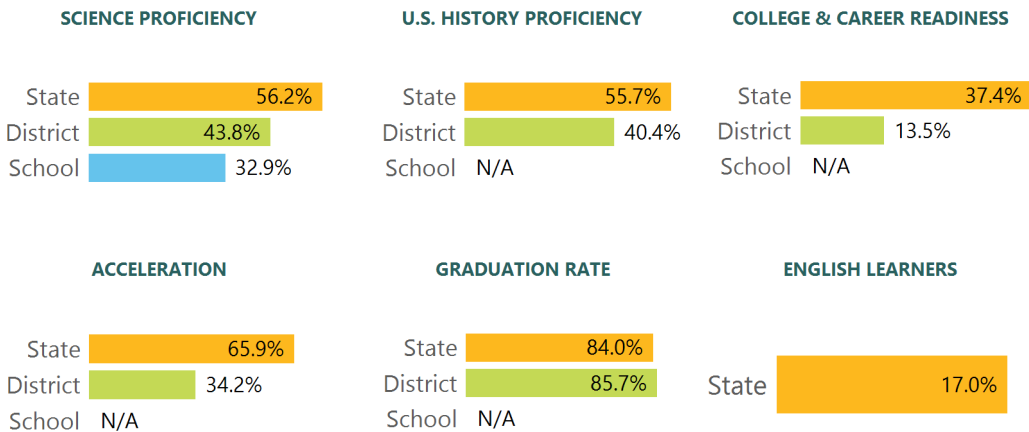 SCIENCE PROFICIENCY
State 56.2%
District 43.8%
School 32.9%
U.S. HISTORY PROFICIENCY
State 55.7%
District 40.4%
School N/A
COLLEGE & CAREER READINESS
State 37.4%
District 13.5%
School N/A
ACCELERATION
State 65.9%
District 34.2%
School N/A
GRADUATION RATE
State 84.0%
District 85.7%
School N/A
ENGLISH LEARNERS
State 17.0%